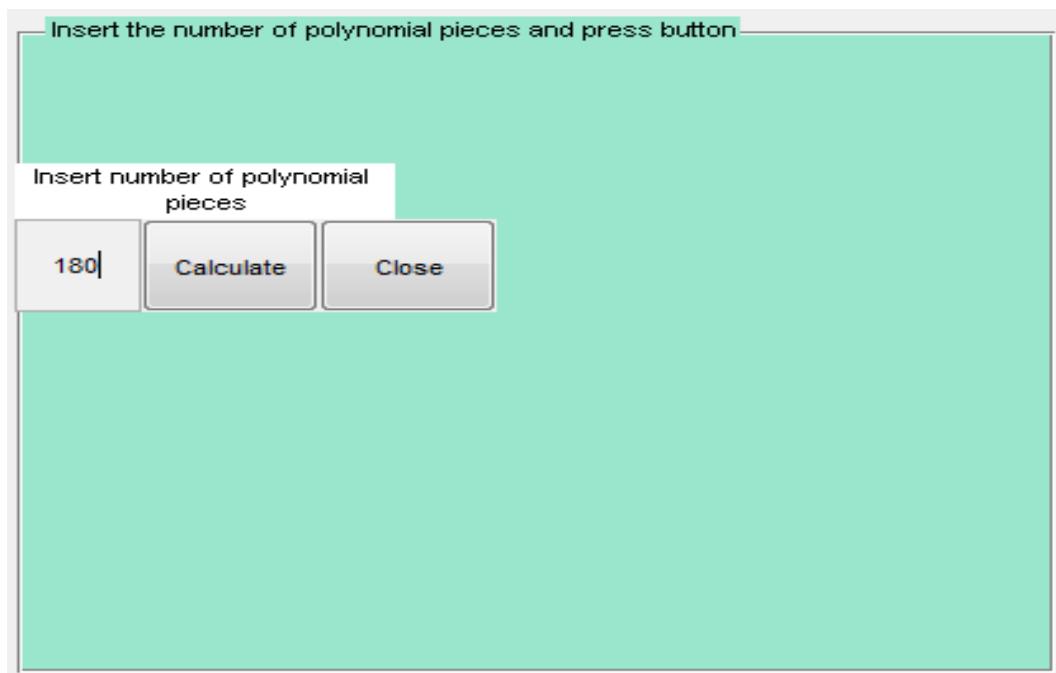 Insert the number of polynomial pieces and press button
Insert number of polynomial
pieces
180
Calculate
Close